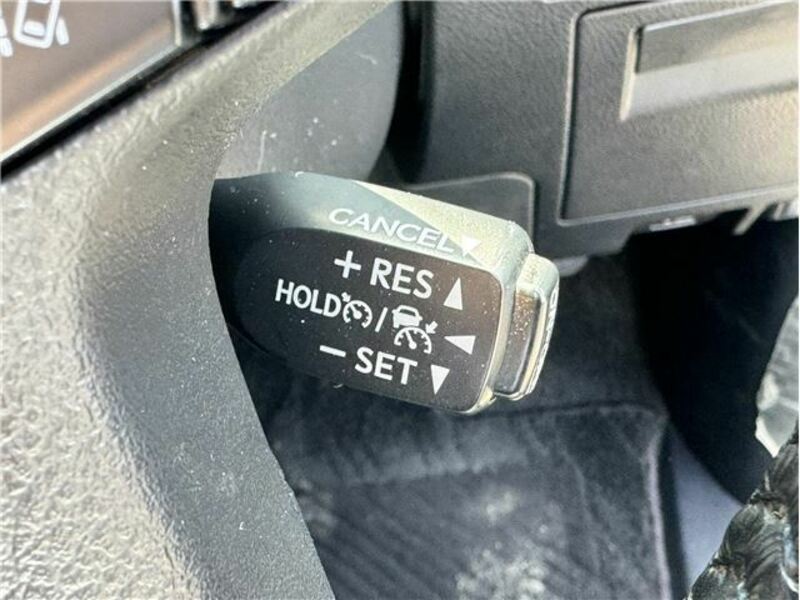 CANCEL
+ RES
HOLD /
− SET